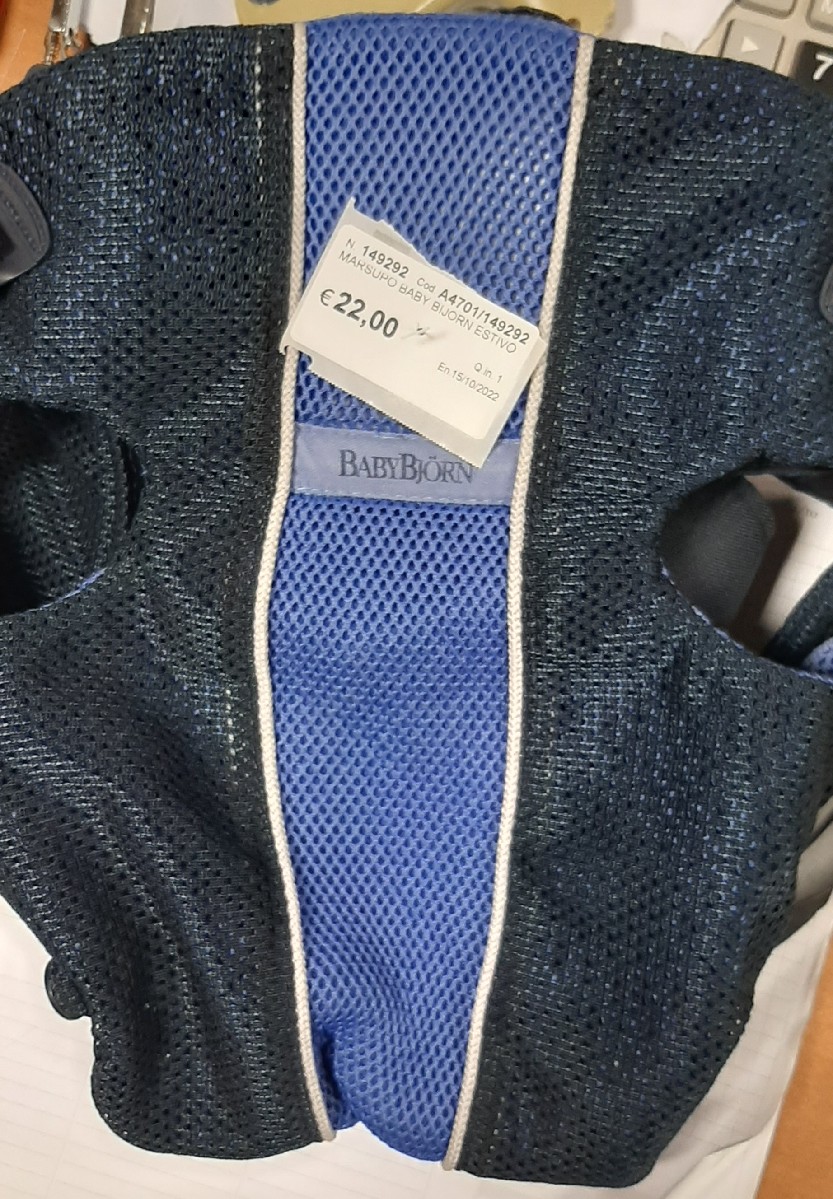 7
N 149292 Cod A4701/149292
MARSUPO BABY BJORN ESTIVO
€ 22,00
Q in. 1
En 15/10/2022
BABYBJÖRN